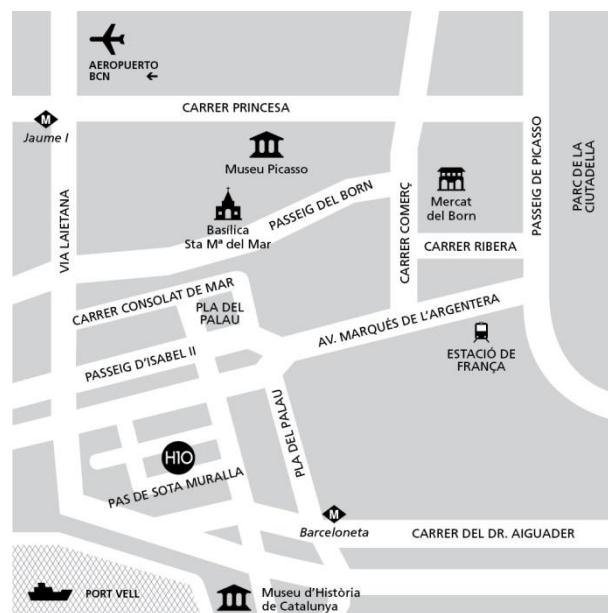 AEROPUERTO
BCN
CARRER PRINCESA
M
Jaume I
Museu Picasso
PASSEIG DE PICASSO
PARC DE LA
CIUTADELLA
VIA LAIETANA
Basílica
Sta Mª del Mar
PASSEIG DEL BORN
Mercat
del Born
CARRER COMERÇ
CARRER RIBERA
CARRER CONSOLAT DE MAR
PLA DEL
PALAU
AV. MARQUÉS DE L'ARGENTERA
PASSEIG D'ISABEL II
ESTACIÓ DE
FRANÇA
PLA DEL PALAU
H10
PAS DE SOTA MURALLA
M
Barceloneta
CARRER DEL DR. AIGUADER
PORT VELL
Museu d'Història
de Catalunya